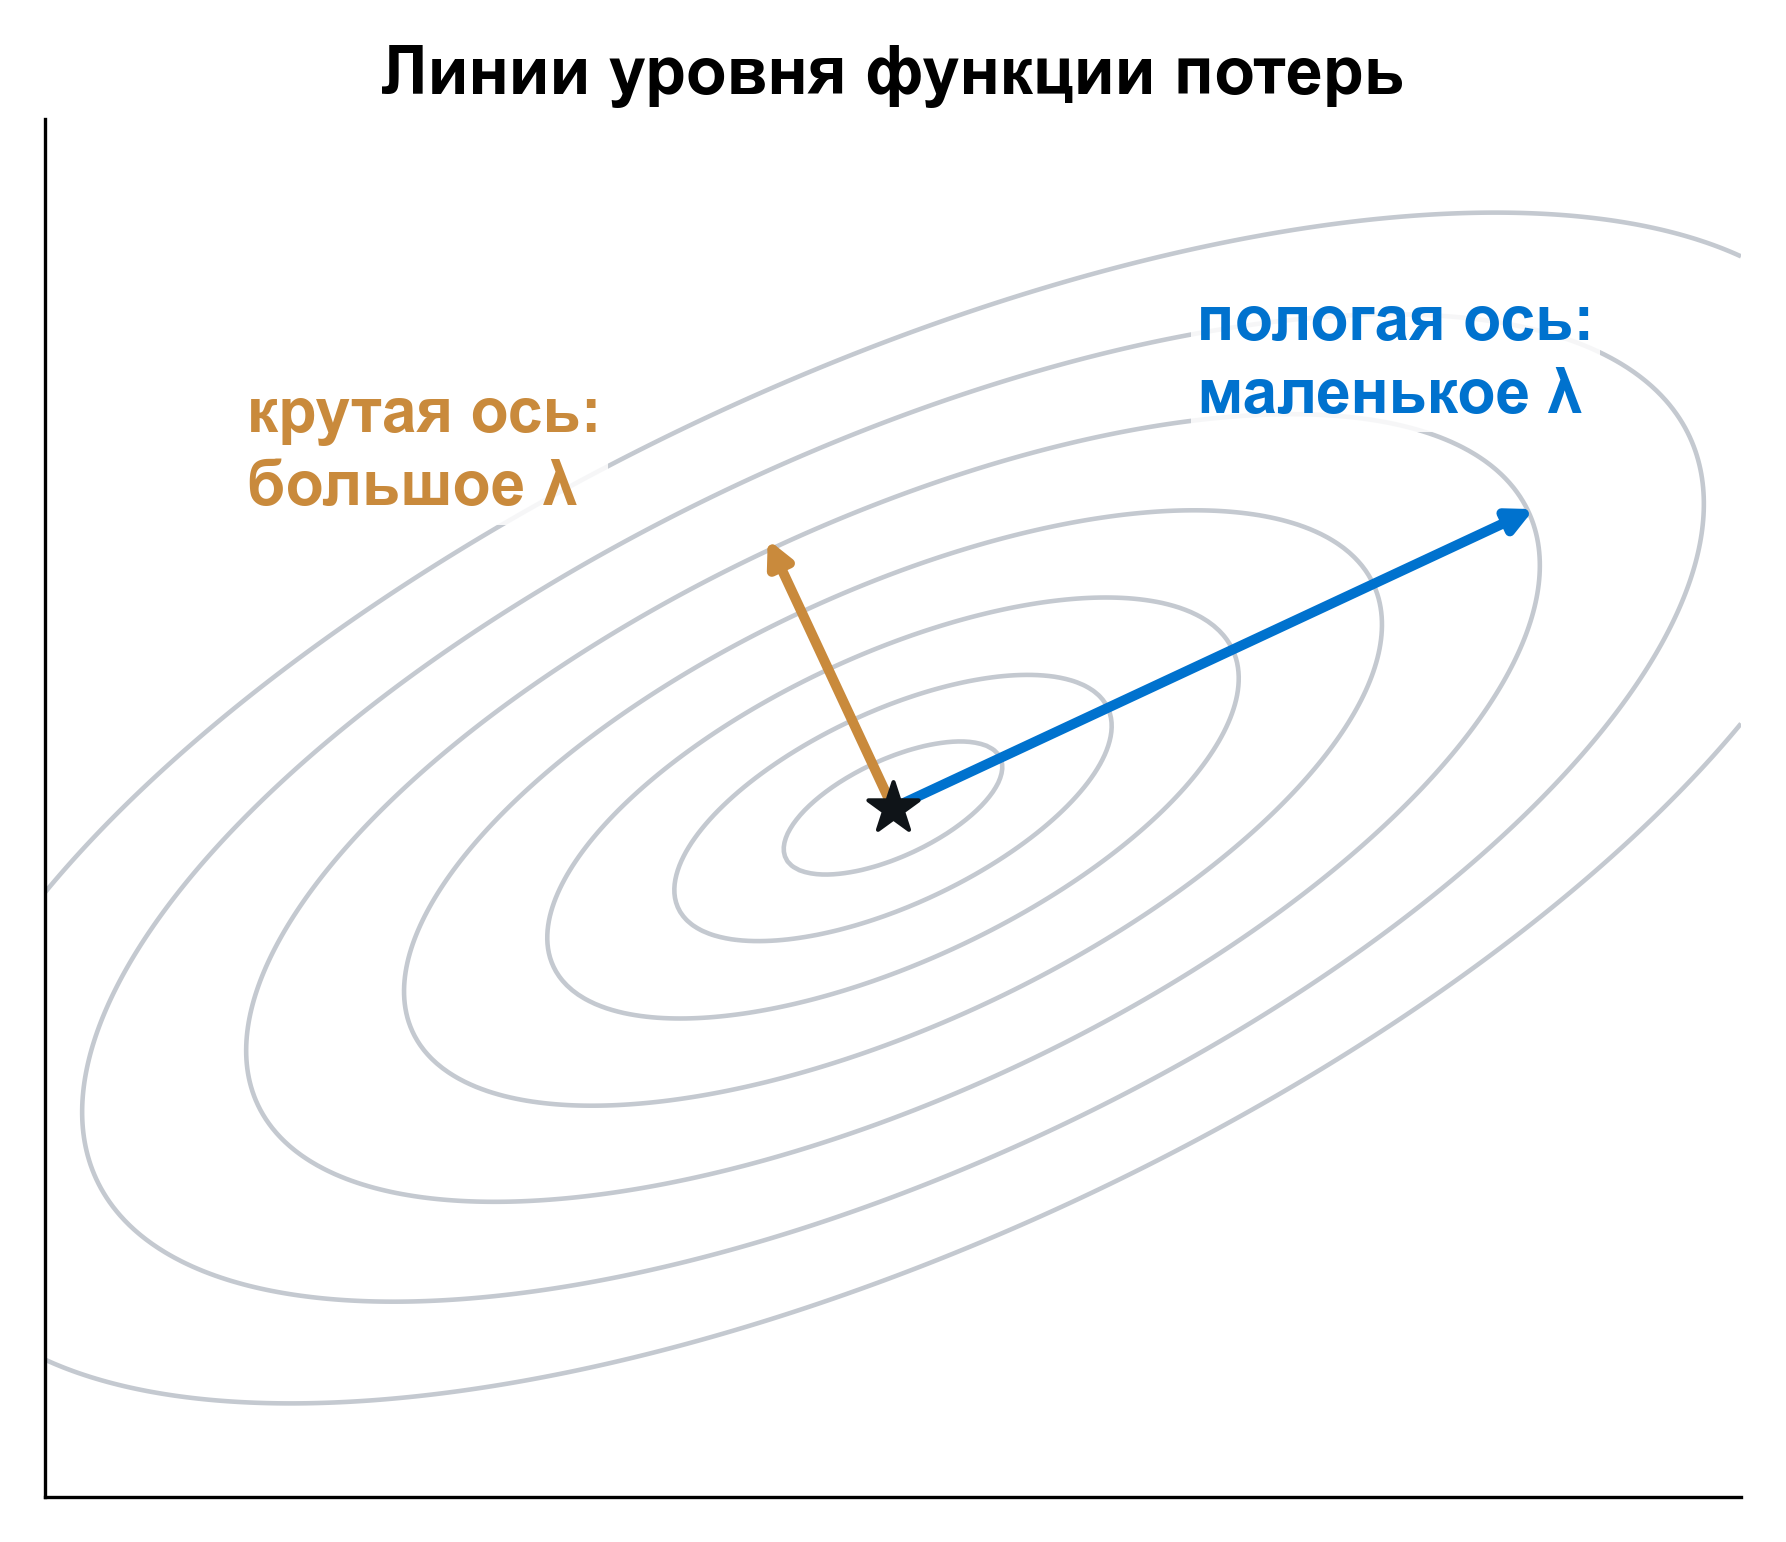 Линии уровня функции потерь
пологая ось:
маленькое λ
крутая ось:
большое λ